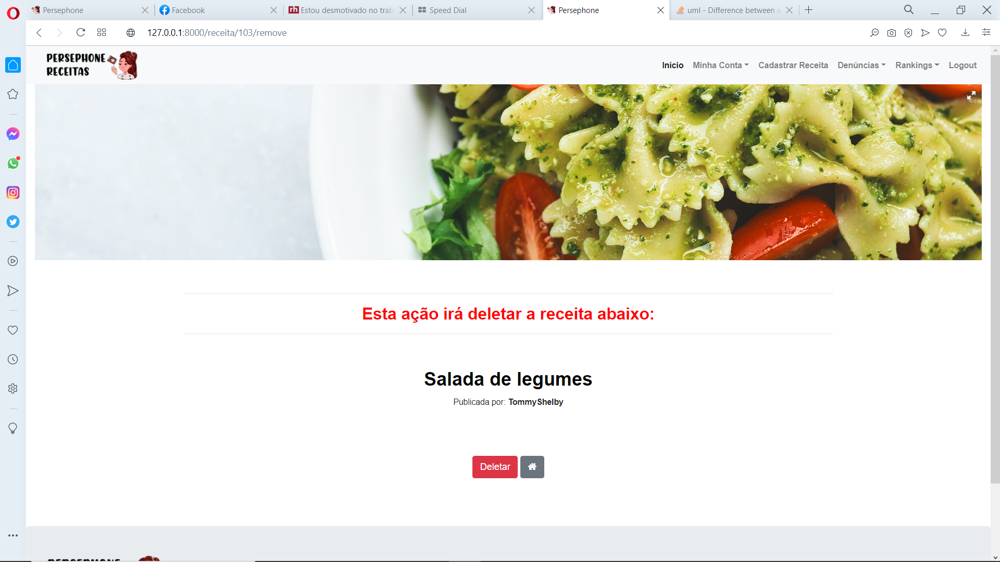 Persephone
Facebook
Estou desmotivado no trab
Speed Dial
Persephone
uml - Difference between a
127.0.0.1:8000/receita/103/remove
PERSEPHONE
RECEITAS
Início
Minha Conta
Cadastrar Receita
Denúncias
Rankings
Logout
Esta ação irá deletar a receita abaixo:
Salada de legumes
Publicada por: TommyShelby
Deletar